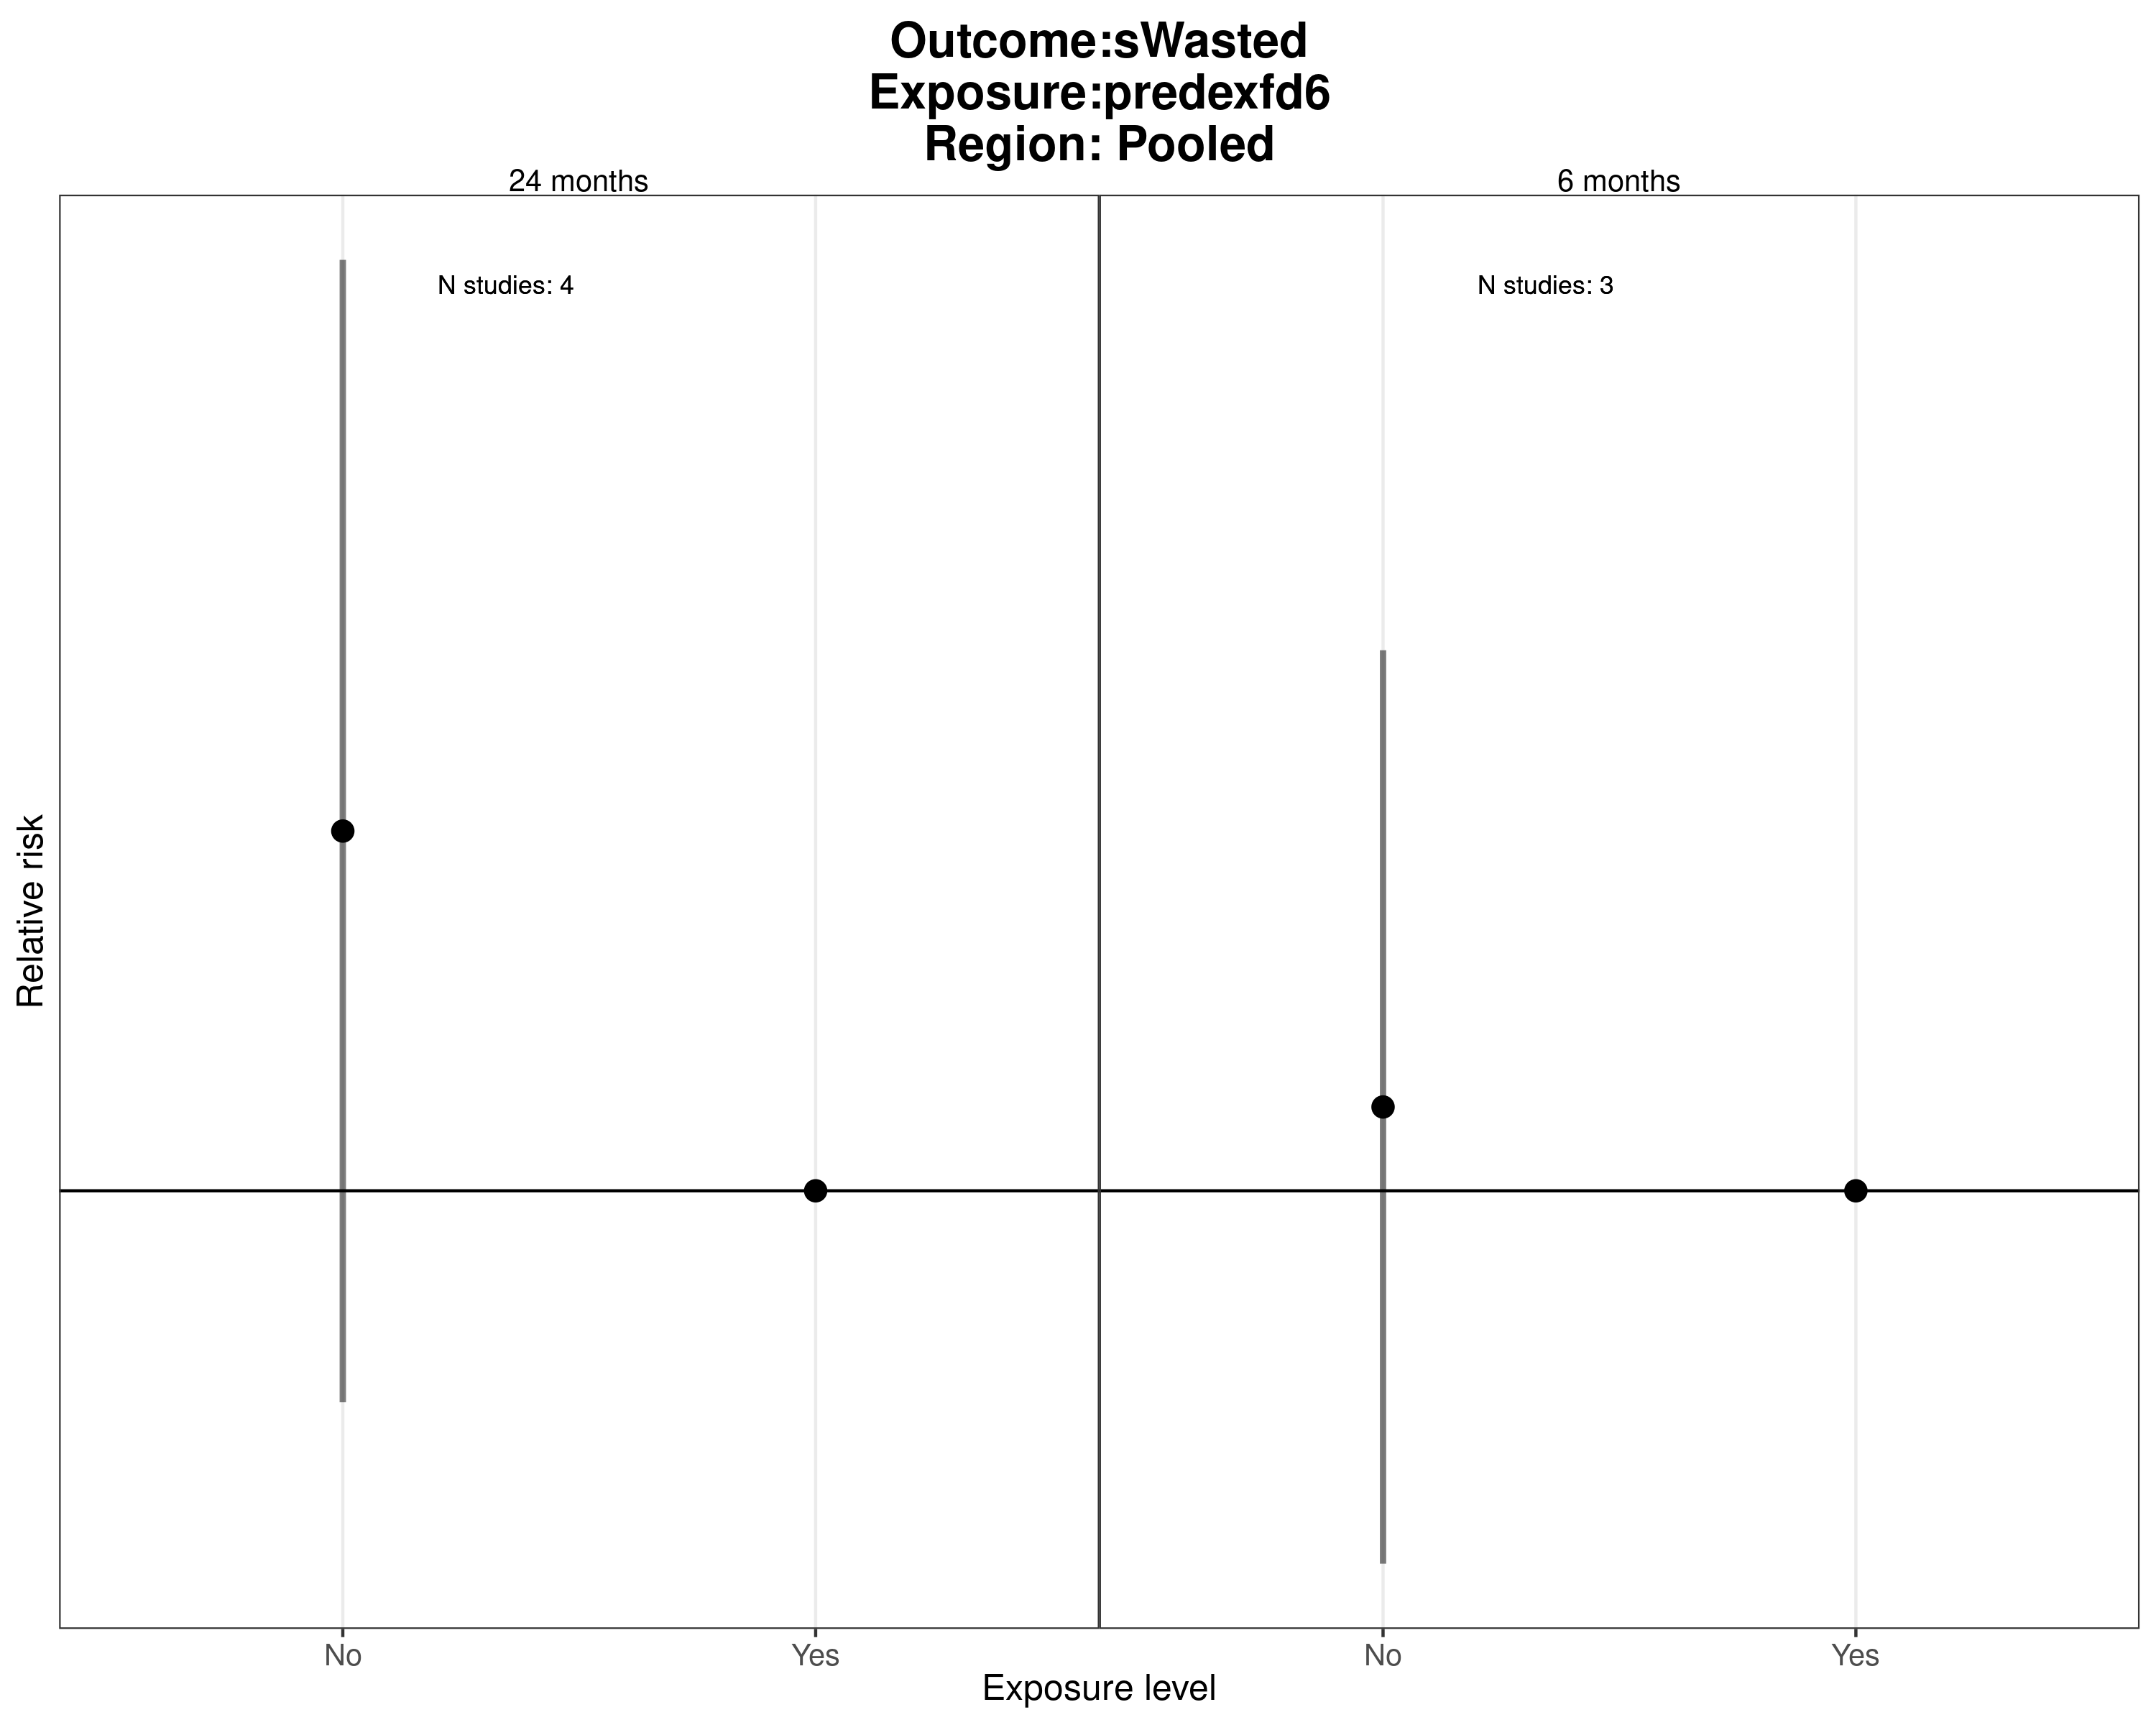 Outcome:sWasted
Exposure:predexfd6
Region: Pooled
24 months
6 months
N studies: 4
N studies: 3
Relative risk
No
Yes
No
Yes
Exposure level